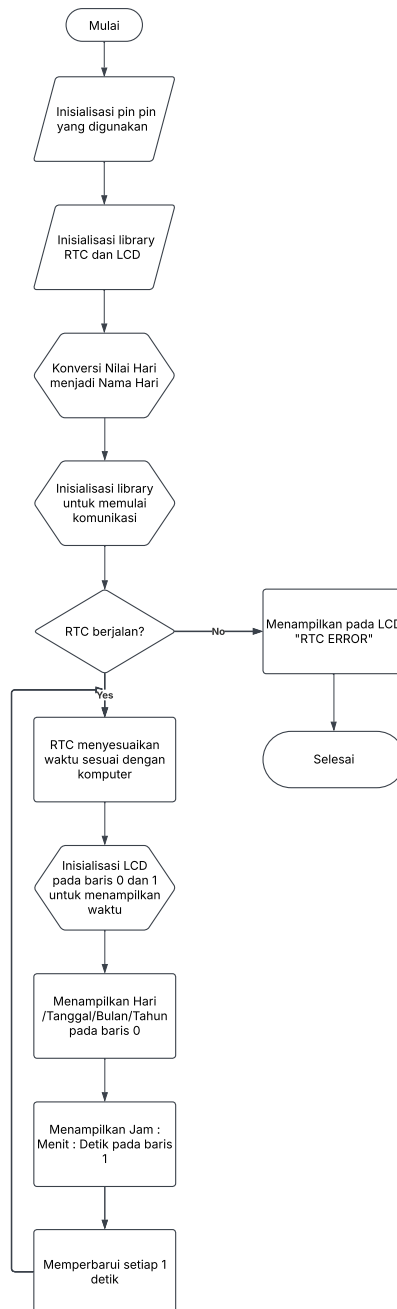 Mulai
Inisialisasi pin pin
yang digunakan
Inisialisasi library
RTC dan LCD
Konversi Nilai Hari
menjadi Nama Hari
Inisialisasi library
untuk memulai
komunikasi
RTC berjalan?
No
Menampilkan pada LCD
"RTC ERROR"
Yes
RTC menyesuaikan
waktu sesuai dengan
komputer
Selesai
Inisialisasi LCD
pada baris 0 dan 1
untuk menampilkan
waktu
Menampilkan Hari
/Tanggal/Bulan/Tahun
pada baris 0
Menampilkan Jam :
Menit : Detik pada baris
1
Memperbarui setiap 1
detik